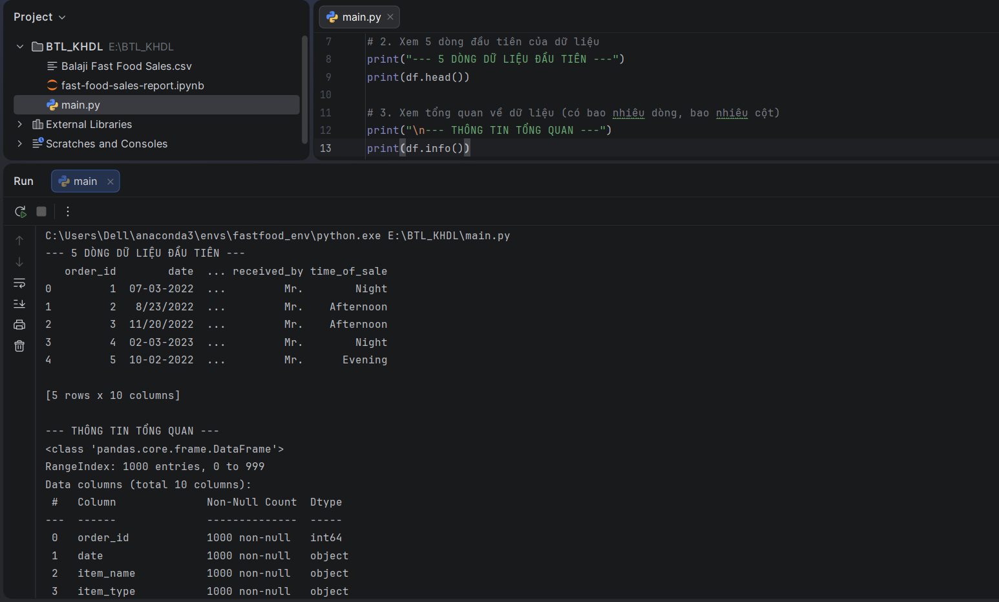 Project
BTL_KHDL E:\BTL_KHDL
Balaji Fast Food Sales.csv
fast-food-sales-report.ipynb
main.py
External Libraries
Scratches and Consoles
main.py
7 # 2. Xem 5 dòng đầu tiên của dữ liệu
8 print("--- 5 DÒNG DỮ LIỆU ĐẦU TIÊN ---")
9 print(df.head())
10
11 # 3. Xem tổng quan về dữ liệu (có bao nhiêu dòng, bao nhiêu cột)
12 print("\n--- THÔNG TIN TỔNG QUAN ---")
13 print(df.info())
Run main
C:\Users\Dell\anaconda3\envs\fastfood_env\python.exe E:\BTL_KHDL\main.py
--- 5 DÒNG DỮ LIỆU ĐẦU TIÊN ---
order_id date ... received_by time_of_sale
0 1 07-03-2022 ... Mr. Night
1 2 8/23/2022 ... Mr. Afternoon
2 3 11/20/2022 ... Mr. Afternoon
3 4 02-03-2023 ... Mr. Night
4 5 10-02-2022 ... Mr. Evening
[5 rows x 10 columns]
--- THÔNG TIN TỔNG QUAN ---
<class 'pandas.core.frame.DataFrame'>
RangeIndex: 1000 entries, 0 to 999
Data columns (total 10 columns):
# Column Non-Null Count Dtype
--- ------ -------------- -----
0 order_id 1000 non-null int64
1 date 1000 non-null object
2 item_name 1000 non-null object
3 item_type 1000 non-null object